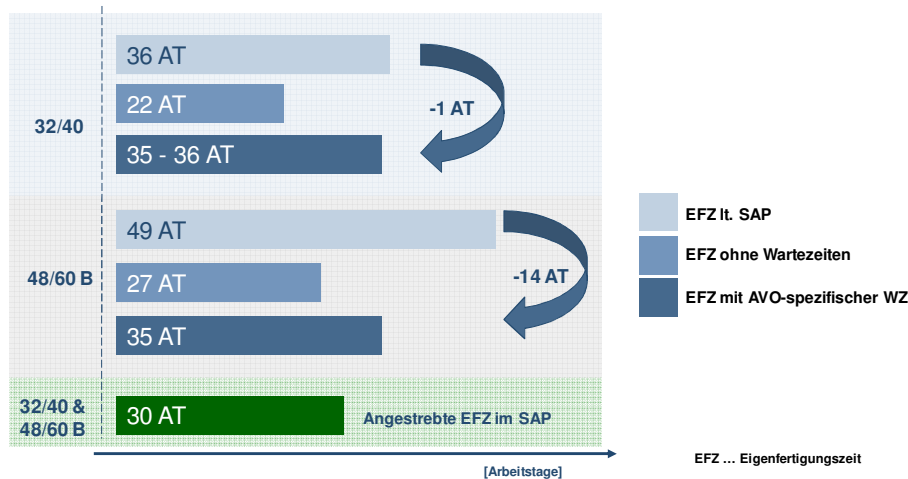 36 AT
22 AT
-1 AT
32/40
35 - 36 AT
49 AT
48/60 B
27 AT
-14 AT
35 AT
EFZ lt. SAP
EFZ ohne Wartezeiten
EFZ mit AVO-spezifischer WZ
32/40 &
48/60 B
30 AT
Angestrebte EFZ im SAP
[Arbeitstage]
EFZ ... Eigenfertigungszeit